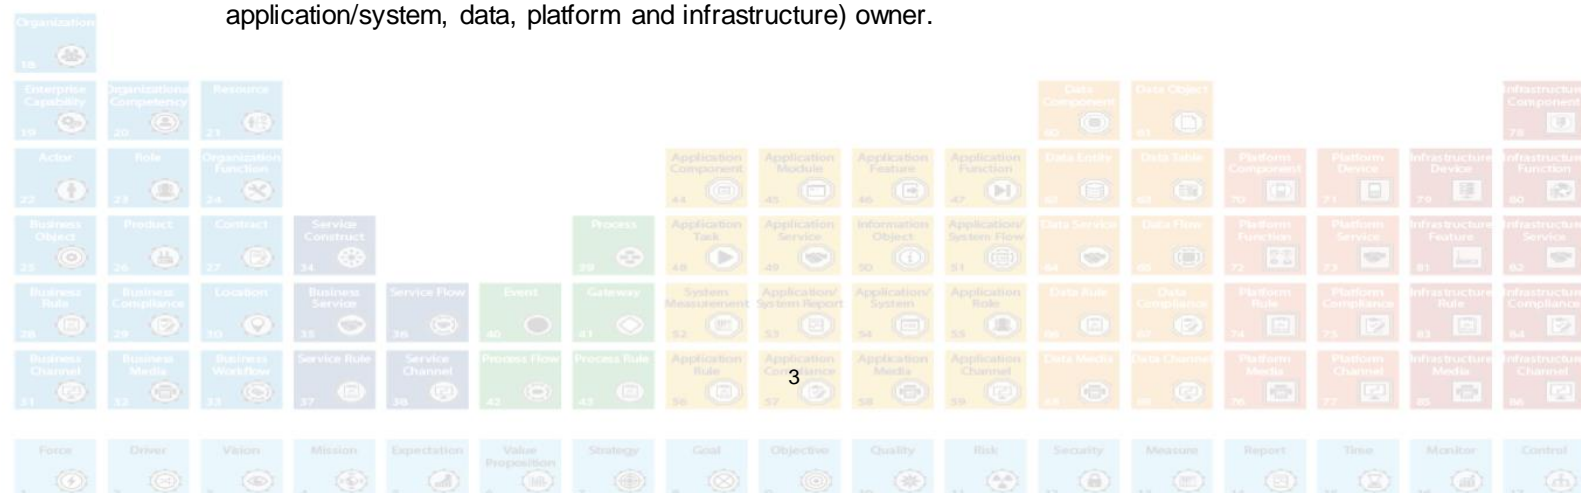 application/system, data, platform and infrastructure) owner.
Organization
18
Enterprise Capability 19
Organizational Competency 20
Resource 21
Data Component 60
Data Object 61
Infrastructure Component 78
Actor 22
Role 23
Organization Function 24
Application Component 44
Application Module 45
Application Feature 46
Application Function 47
Data Entity
Data Table
Platform Component 70
Platform Device 71
Infrastructure Device 79
Infrastructure Function 80
Business Object 25
Product 26
Contract 27
Service Construct 34
Process 39
Application Task 48
Application Service 49
Information Object 50
Application/ System Flow 51
Data Service 64
Data Flow
Platform Function 72
Platform Service 73
Infrastructure Feature 81
Infrastructure Service 82
Business Rule 28
Business Compliance 29
Location 30
Business Service 35
Service Flow 36
Event 40
Gateway 41
System Measurement 52
Application/ System Report 53
Application/ System 54
Application Role 55
Data Rule
Data Compliance
Platform Rule 74
Platform Compliance 75
Infrastructure Rule 83
Infrastructure Compliance 84
Business Channel 31
Business Media 32
Business Workflow 33
Service Rule 37
Service Channel 38
Process Flow 42
Process Rule 43
Application Rule 56
Application Compliance 57
3
Application Media 58
Application Channel 59
Data Media
Data Channel
Platform Media 76
Platform Channel 77
Infrastructure Media 85
Infrastructure Channel 86
Force
Driver
Vision
Mission
Expectation
Value Proposition
Strategy
Goal
Objective
Quality
Risk
Security
Measure
Report
Time
Monitor
Control